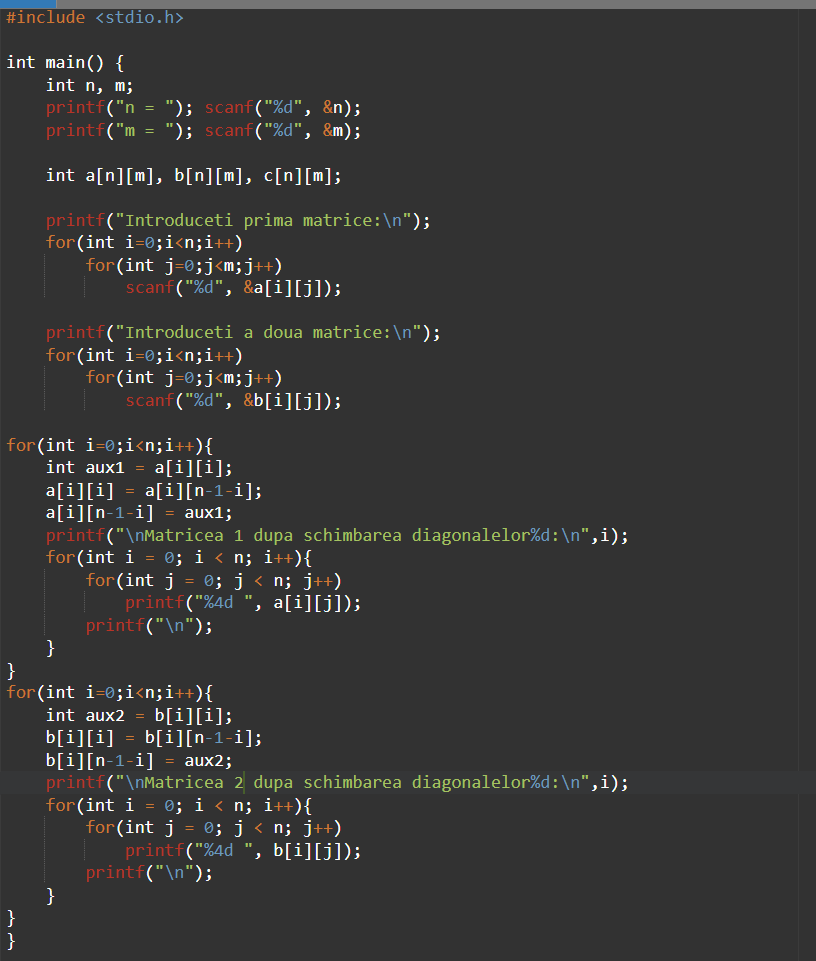 #include <stdio.h>
int main() {
    int n, m;
    printf("n = "); scanf("%d", &n);
    printf("m = "); scanf("%d", &m);
    int a[n][m], b[n][m], c[n][m];
    printf("Introduceti prima matrice:\n");
    for(int i=0;i<n;i++)
        for(int j=0;j<m;j++)
            scanf("%d", &a[i][j]);
    printf("Introduceti a doua matrice:\n");
    for(int i=0;i<n;i++)
        for(int j=0;j<m;j++)
            scanf("%d", &b[i][j]);
for(int i=0;i<n;i++){
    int aux1 = a[i][i];
    a[i][i] = a[i][n-1-i];
    a[i][n-1-i] = aux1;
    printf("\nMatricea 1 dupa schimbarea diagonalelor%d:\n",i);
    for(int i = 0; i < n; i++){
        for(int j = 0; j < n; j++)
            printf("%4d ", a[i][j]);
        printf("\n");
    }
}
for(int i=0;i<n;i++){
    int aux2 = b[i][i];
    b[i][i] = b[i][n-1-i];
    b[i][n-1-i] = aux2;
    printf("\nMatricea 2 dupa schimbarea diagonalelor%d:\n",i);
    for(int i = 0; i < n; i++){
        for(int j = 0; j < n; j++)
            printf("%4d ", b[i][j]);
        printf("\n");
    }
}
}